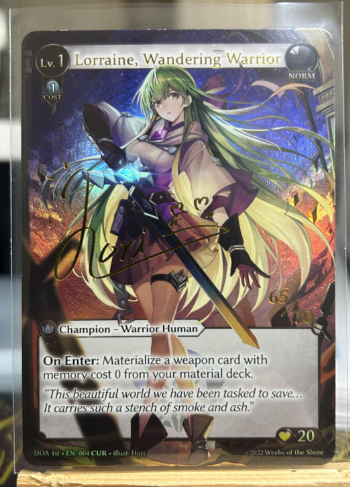 Lv. 1 Lorraine, Wandering Warrior
NORM
1
COST
Hori
65
Champion – Warrior Human
On Enter: Materialize a weapon card with
memory cost 0 from your material deck.
"This beautiful world we have been tasked to save...
It carries such a stench of smoke and ash."
20
DOA 1st • EN-004 CUR • illust: Hori
©2022 Weebs of the Shore